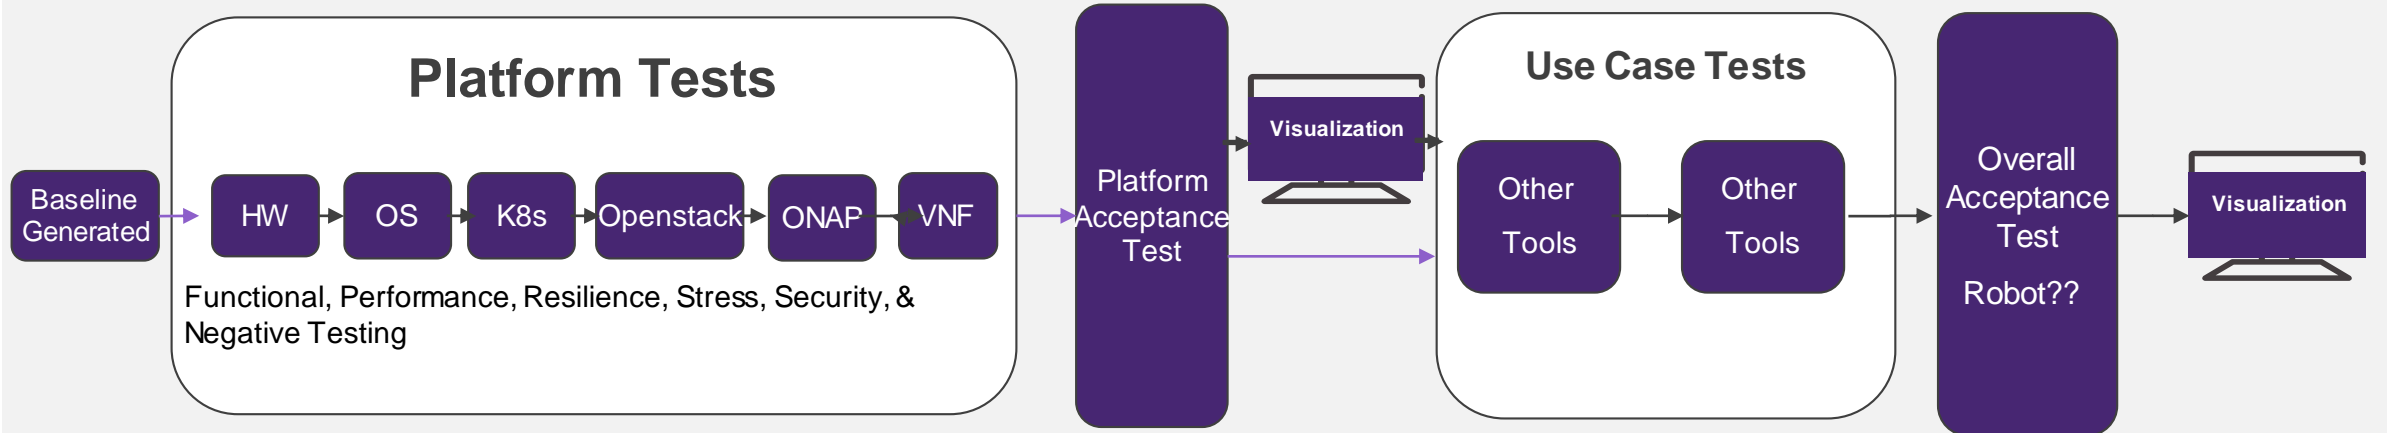 Platform Tests
Baseline
Generated
HW
OS
K8s
Openstack
ONAP
VNF
Functional, Performance, Resilience, Stress, Security, &
Negative Testing
Platform
Acceptance
Test
Visualization
Use Case Tests
Other
Tools
Other
Tools
Overall
Acceptance
Test
Robot??
Visualization